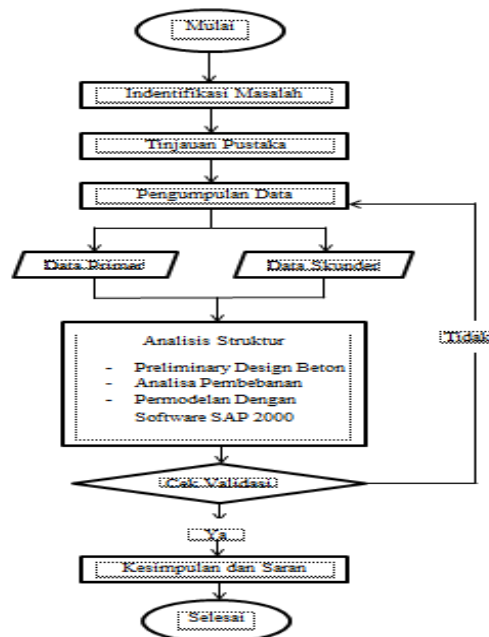 Mulai
Indentifikasi Masalah
Tinjauan Pustaka
Pengumpulan Data
Data Primer
Data Skunder
Analisis Struktur
- Preliminary Design Beton
- Analisa Pembebanan
- Permodelan Dengan
Software SAP 2000
Tidak
Cek Validasi
Ya
Kesimpulan dan Saran
Selesai